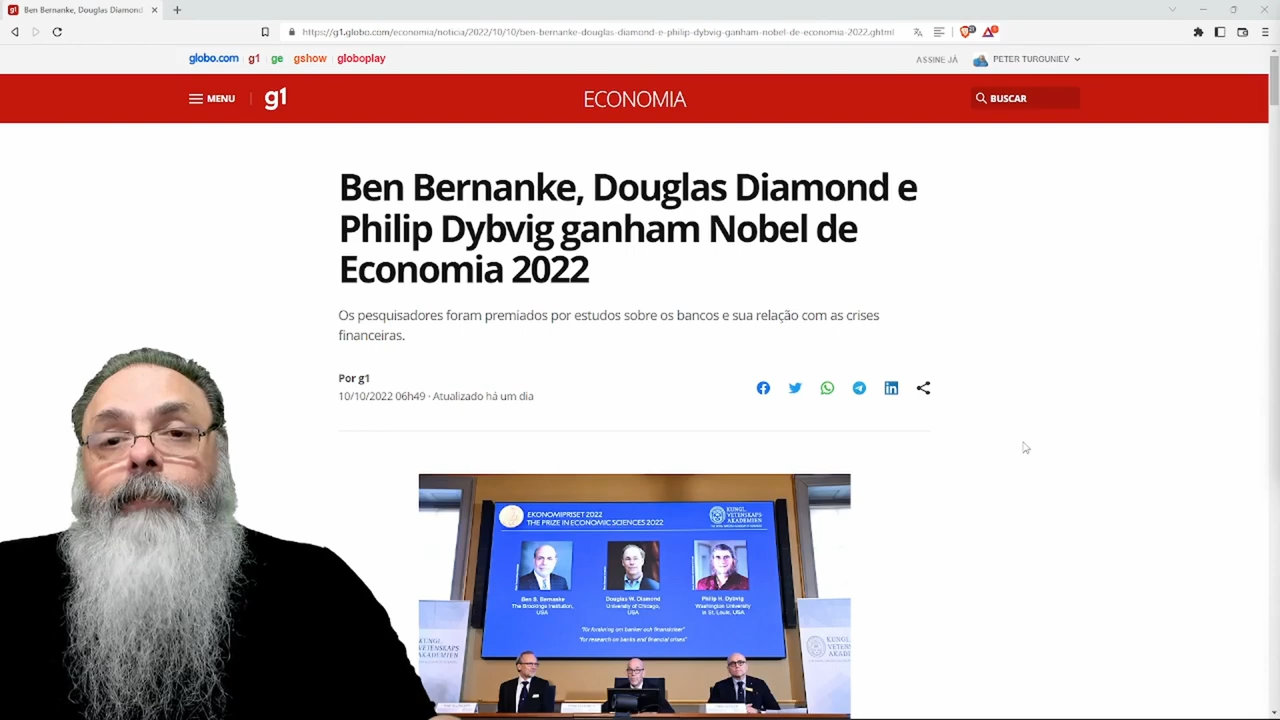 g1 Ben Bernanke, Douglas Diamond
https://g1.globo.com/economia/noticia/2022/10/10/ben-bernanke-douglas-diamond-e-philip-dybvig-ganham-nobel-de-economia-2022.ghtml
globo.com g1 ge gshow globoplay
ASSINE JÁ PETER TURGUNIEV
MENU g1 ECONOMIA BUSCAR
Ben Bernanke, Douglas Diamond e
Philip Dybvig ganham Nobel de
Economia 2022
Os pesquisadores foram premiados por estudos sobre os bancos e sua relação com as crises
financeiras.
Por g1
10/10/2022 06h49 · Atualizado há um dia
EKONOMIPRISET 2022
THE PRIZE IN ECONOMIC SCIENCES 2022
KUNGL.
VETENSKAPS
AKADEMIEN
Ben S. Bernanke
The Brookings Institution,
USA
Douglas W. Diamond
University of Chicago,
USA
Philip H. Dybvig
Washington University
in St. Louis, USA
"för forskning om banker och finanskriser"
"for research on banks and financial crises"
KUNGL.
VETENSKAPS
AKADEMIEN